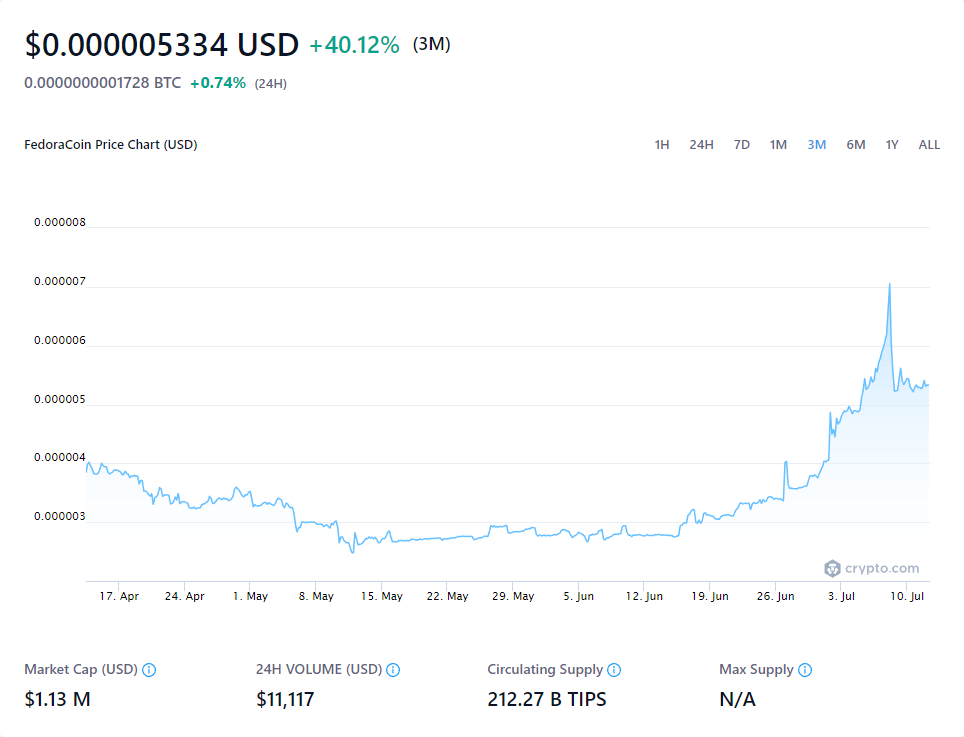 $0.000005334 USD +40.12% (3M)
0.0000000001728 BTC +0.74% (24H)
FedoraCoin Price Chart (USD) 1H 24H 7D 1M 3M 6M 1Y ALL
0.000008
0.000007
0.000006
0.000005
0.000004
0.000003
crypto.com
17. Apr 24. Apr 1. May 8. May 15. May 22. May 29. May 5. Jun 12. Jun 19. Jun 26. Jun 3. Jul 10. Jul
Market Cap (USD) 24H VOLUME (USD) Circulating Supply Max Supply
$1.13 M $11,117 212.27 B TIPS N/A